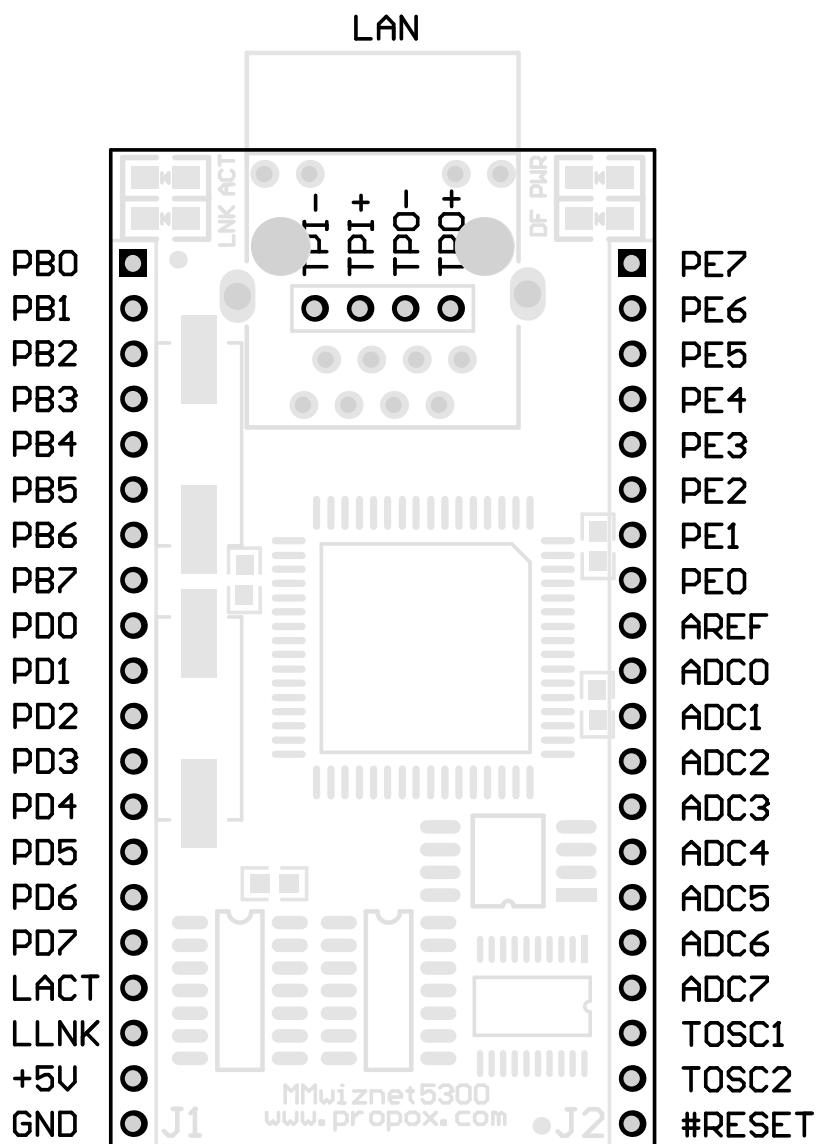 LAN
LNK ACT
TPI-
TPI+
TPO-
TPO+
DF PWR
PB0 PE7
PB1 PE6
PB2 PE5
PB3 PE4
PB4 PE3
PB5 PE2
PB6 PE1
PB7 PE0
PD0 AREF
PD1 ADC0
PD2 ADC1
PD3 ADC2
PD4 ADC3
PD5 ADC4
PD6 ADC5
PD7 ADC6
LACT ADC7
LLNK TOSC1
+5V TOSC2
MMwiznet5300
GND J1 www.propox.com J2 #RESET